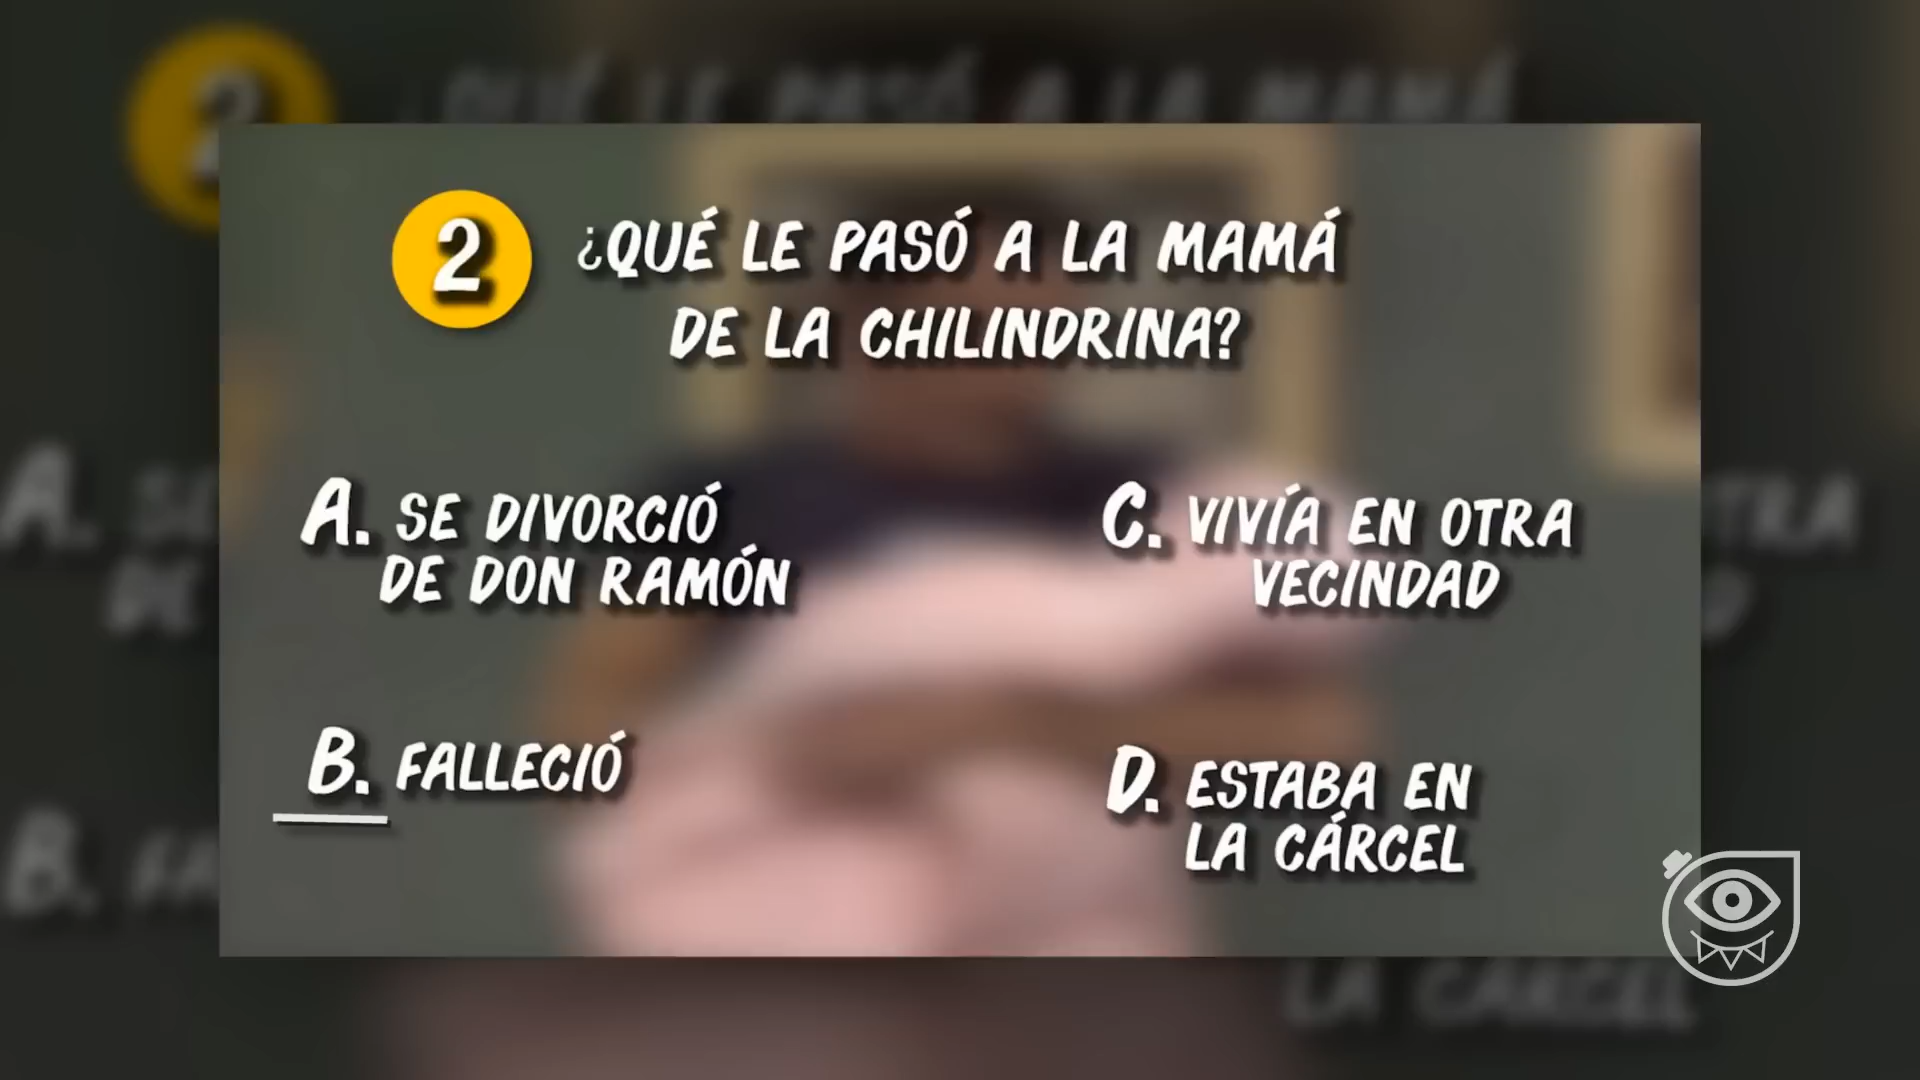 2
¿QUÉ LE PASÓ A LA MAMÁ
DE LA CHILINDRINA?
A. SE DIVORCIÓ
DE DON RAMÓN
B. FALLECIÓ
C. VIVÍA EN OTRA
VECINDAD
D. ESTABA EN
LA CÁRCEL